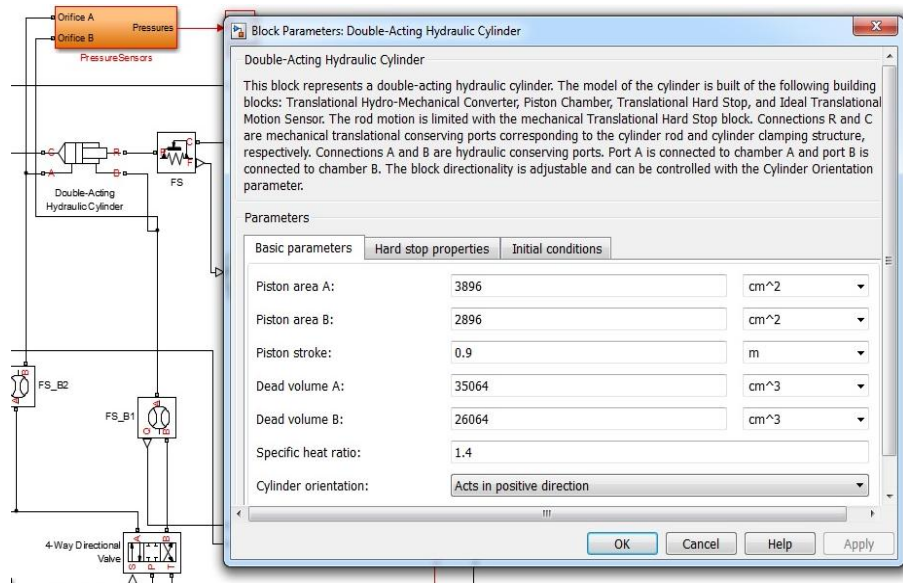 Orifice A
Orifice B
Pressures
PressureSensors
C
R
A
B
Double-Acting
Hydraulic Cylinder
R
C
T
FS
B
A
FS_B2
FS_B1
A
Q
B
4-Way Directional
Valve
A
B
S
P
T
Block Parameters: Double-Acting Hydraulic Cylinder
Double-Acting Hydraulic Cylinder
This block represents a double-acting hydraulic cylinder. The model of the cylinder is built of the following building
blocks: Translational Hydro-Mechanical Converter, Piston Chamber, Translational Hard Stop, and Ideal Translational
Motion Sensor. The rod motion is limited with the mechanical Translational Hard Stop block. Connections R and C
are mechanical translational conserving ports corresponding to the cylinder rod and cylinder clamping structure,
respectively. Connections A and B are hydraulic conserving ports. Port A is connected to chamber A and port B is
connected to chamber B. The block directionality is adjustable and can be controlled with the Cylinder Orientation
parameter.
Parameters
Basic parameters Hard stop properties Initial conditions
Piston area A: 3896 cm^2
Piston area B: 2896 cm^2
Piston stroke: 0.9 m
Dead volume A: 35064 cm^3
Dead volume B: 26064 cm^3
Specific heat ratio: 1.4
Cylinder orientation: Acts in positive direction
OK Cancel Help Apply